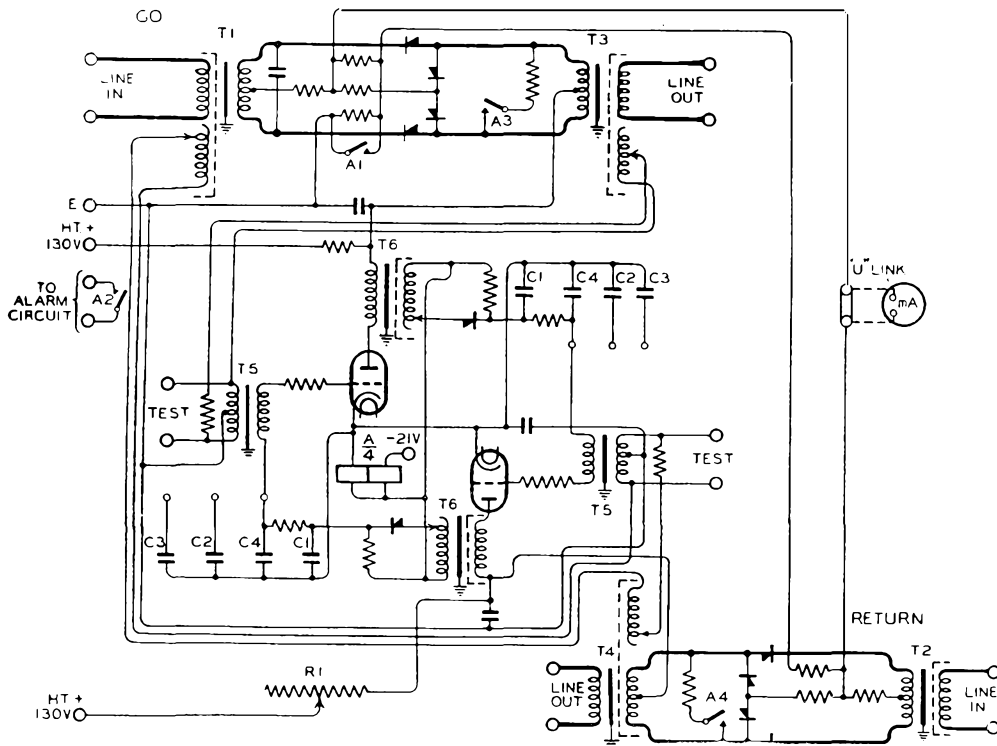 GO
T1
T3
LINE
IN
LINE
OUT
A3
A1
E
HT. +
130V
T6
TO
ALARM
CIRCUIT
A2
C1
C4
C2
C3
"U" LINK
mA
T5
TEST
A
4
-21V
TEST
T5
T6
C3
C2
C4
C1
RETURN
T4
T2
R1
LINE
OUT
A4
LINE
IN
HT +
130V